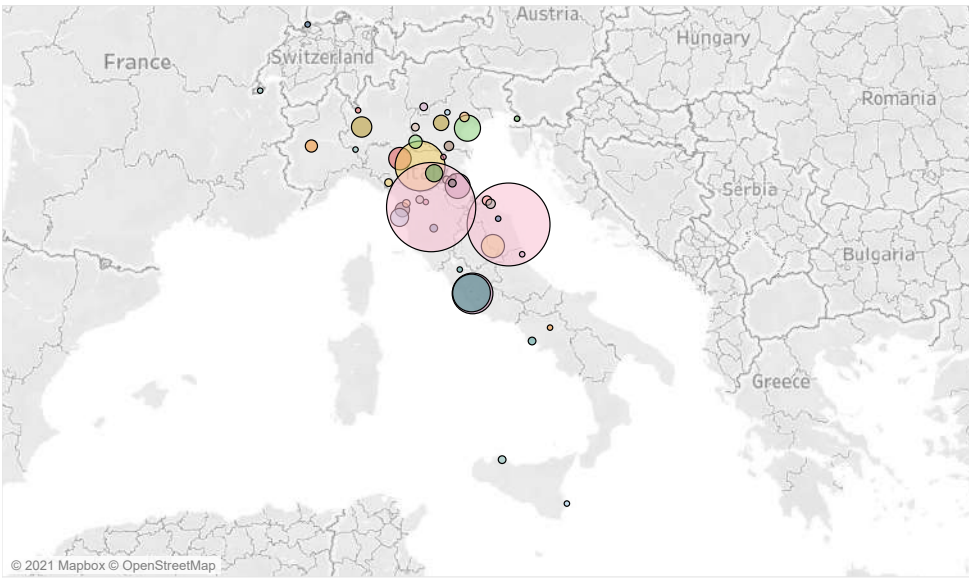 Austria
Hungary
France
Switzerland
Romania
Serbia
Bulgaria
Greece
© 2021 Mapbox © OpenStreetMap